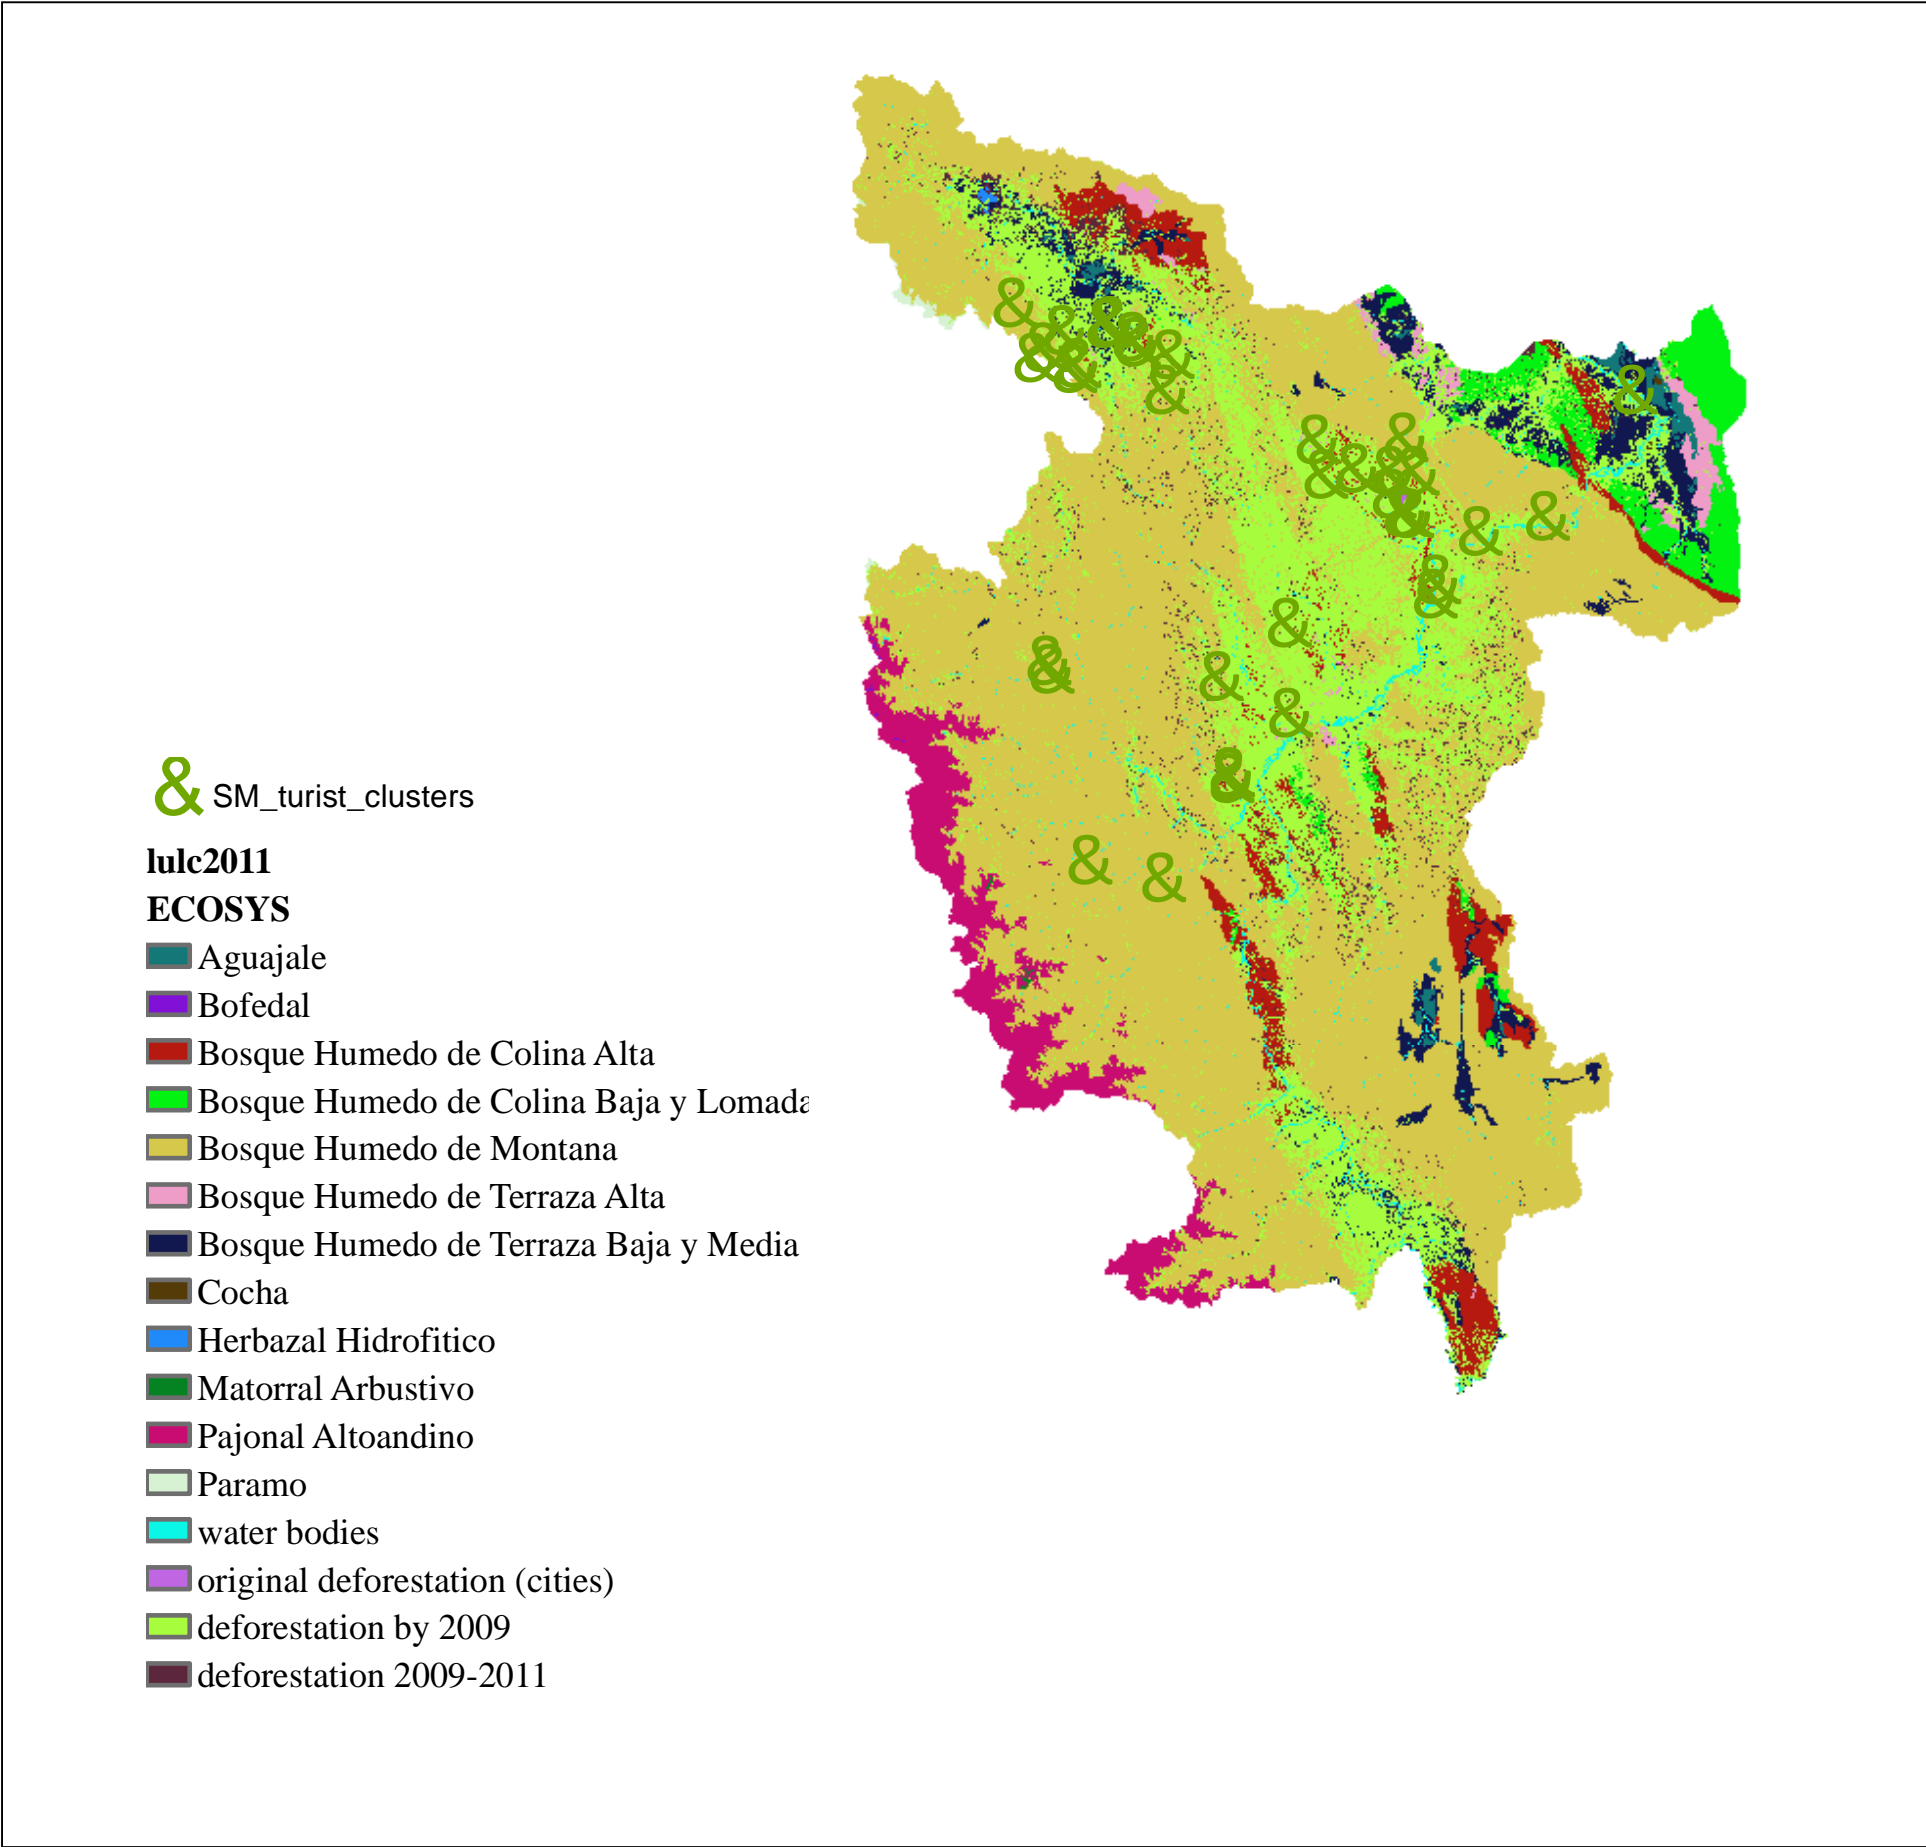 & SM_turist_clusters
lulc2011
ECOSYS
Aguajale
Bofedal
Bosque Humedo de Colina Alta
Bosque Humedo de Colina Baja y Lomada
Bosque Humedo de Montana
Bosque Humedo de Terraza Alta
Bosque Humedo de Terraza Baja y Media
Cocha
Herbazal Hidrofitico
Matorral Arbustivo
Pajonal Altoandino
Paramo
water bodies
original deforestation (cities)
deforestation by 2009
deforestation 2009-2011